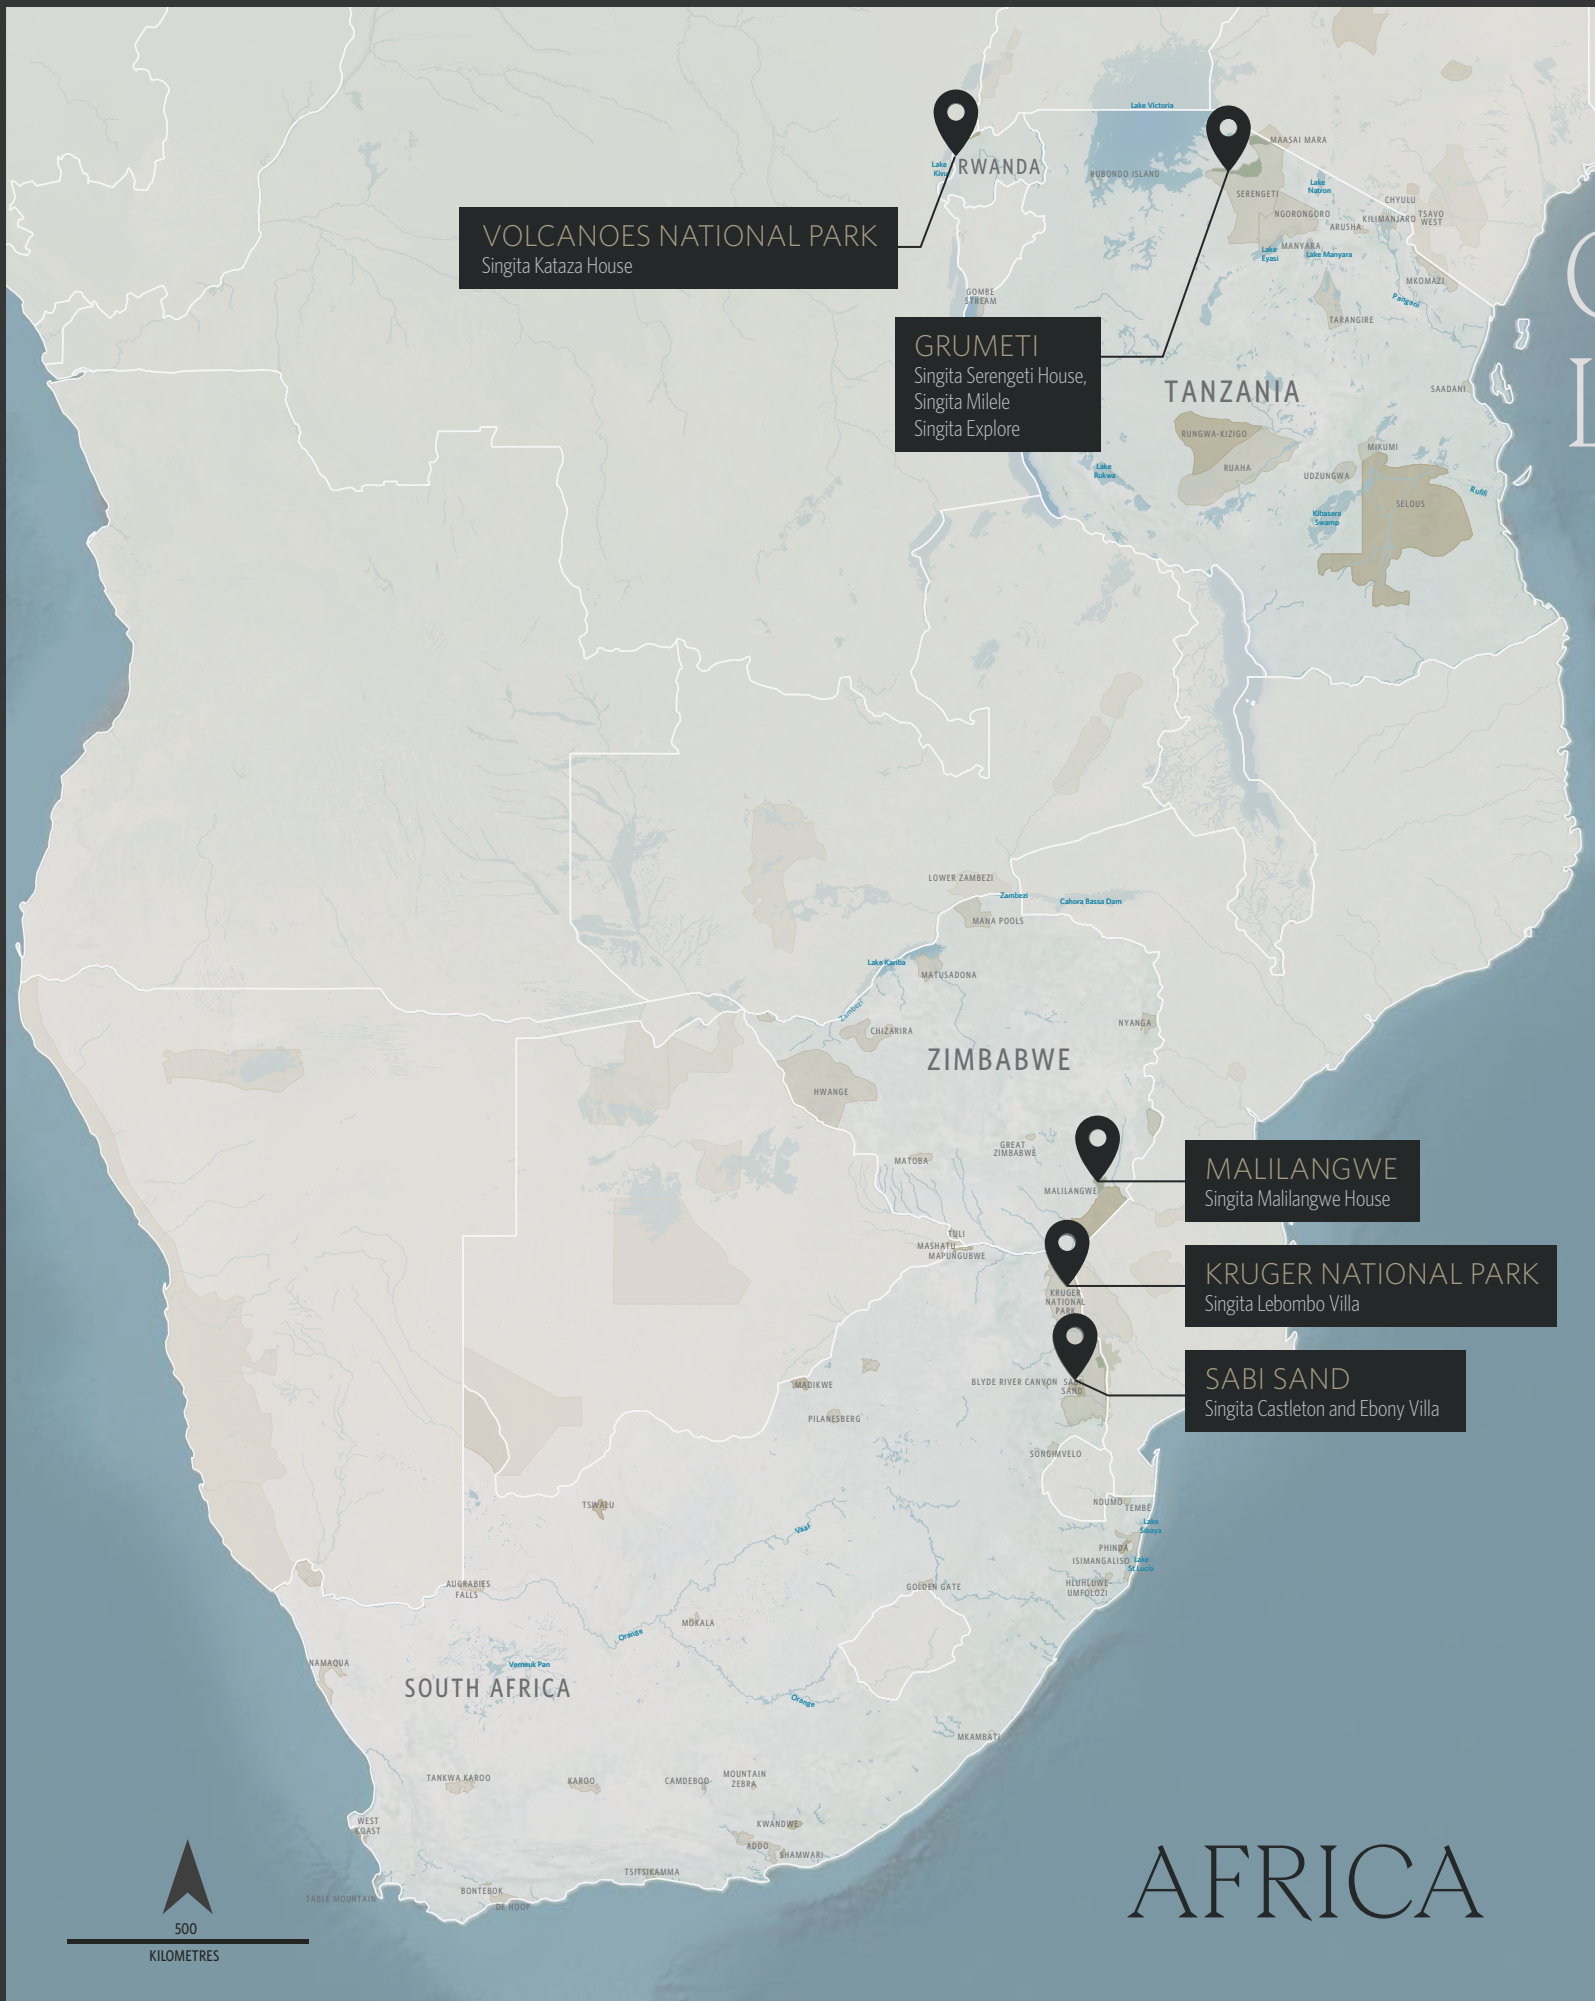 Lake Victoria
MAASAI MARA
Lake
Kivu
RWANDA
RUBONDO ISLAND
SERENGETI
Lake
Natron
NGORONGORO
CHYULU
KILIMANJARO
TSAVO
WEST
ARUSHA
VOLCANOES NATIONAL PARK
Singita Kataza House
Lake
Eyasi
MANYARA
Lake Manyara
MKOMAZI
Pangani
GOMBE
STREAM
TARANGIRE
GRUMETI
Singita Serengeti House,
Singita Milele
Singita Explore
TANZANIA
SAADANI
RUNGWA-KIZIGO
MIKUMI
RUAHA
UDZUNGWA
Lake
Rukwa
Rufiji
SELOUS
Kibasera
Swamp
LOWER ZAMBEZI
Zambezi
Cahora Bassa Dam
MANA POOLS
Lake Kariba
MATUSADONA
Zambezi
CHIZARIRA
NYANGA
ZIMBABWE
HWANGE
GREAT
ZIMBABWE
MATOBA
MALILANGWE
MALILANGWE
Singita Malilangwe House
TULI
MASHATU
MAPUNGUBWE
KRUGER NATIONAL PARK
Singita Lebombo Villa
KRUGER
NATIONAL
PARK
SABI SAND
Singita Castleton and Ebony Villa
BLYDE RIVER CANYON
SABI
SAND
MADIKWE
PILANESBERG
SONGIMVELO
TSWALU
NDUMO
TEMBE
Lake
Sibaya
Vaal
PHINDA
ISIMANGALISO
Lake
St Lucia
HLUHLUWE-
UMFOLOZI
AUGRABIES
FALLS
GOLDEN GATE
MOKALA
Orange
NAMAQUA
Verneuk Pan
SOUTH AFRICA
Orange
MKAMBATI
TANKWA KAROO
KAROO
CAMDEBOO
MOUNTAIN
ZEBRA
WEST
COAST
KWANDWE
ADDO
SHAMWARI
TSITSIKAMMA
BONTEBOK
DE HOOP
TABLE MOUNTAIN
500
KILOMETRES
AFRICA